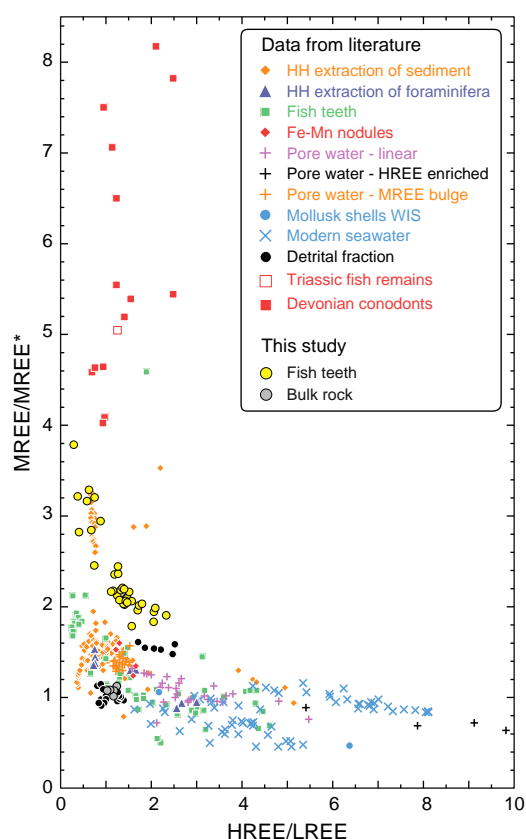 8
7
6
5
4
3
2
1
0
MREE/MREE*
Data from literature
HH extraction of sediment
HH extraction of foraminifera
Fish teeth
Fe-Mn nodules
Pore water - linear
Pore water - HREE enriched
Pore water - MREE bulge
Mollusk shells WIS
Modern seawater
Detrital fraction
Triassic fish remains
Devonian conodonts
This study
Fish teeth
Bulk rock
0 2 4 6 8 10
HREE/LREE